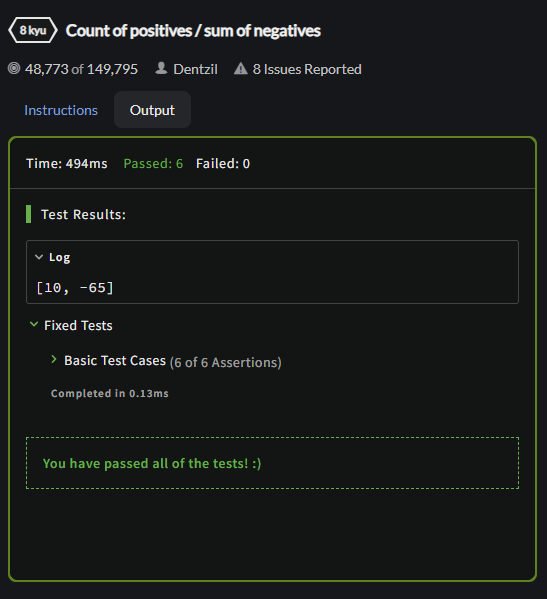 8 kyu Count of positives / sum of negatives
48,773 of 149,795 Dentzil 8 Issues Reported
Instructions Output
Time: 494ms Passed: 6 Failed: 0
Test Results:
Log
[10, -65]
Fixed Tests
Basic Test Cases (6 of 6 Assertions)
Completed in 0.13ms
You have passed all of the tests! :)